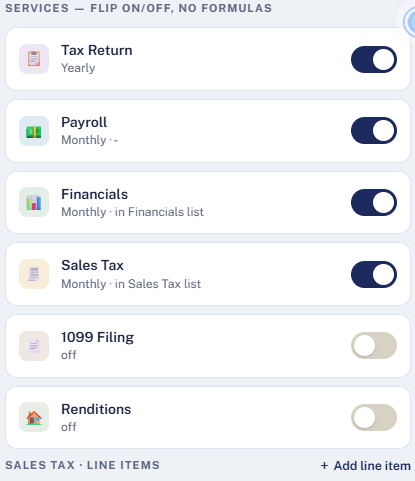 SERVICES — FLIP ON/OFF, NO FORMULAS
Tax Return
Yearly
Payroll
Monthly · -
Financials
Monthly · in Financials list
Sales Tax
Monthly · in Sales Tax list
1099 Filing
off
Renditions
off
SALES TAX · LINE ITEMS
+ Add line item